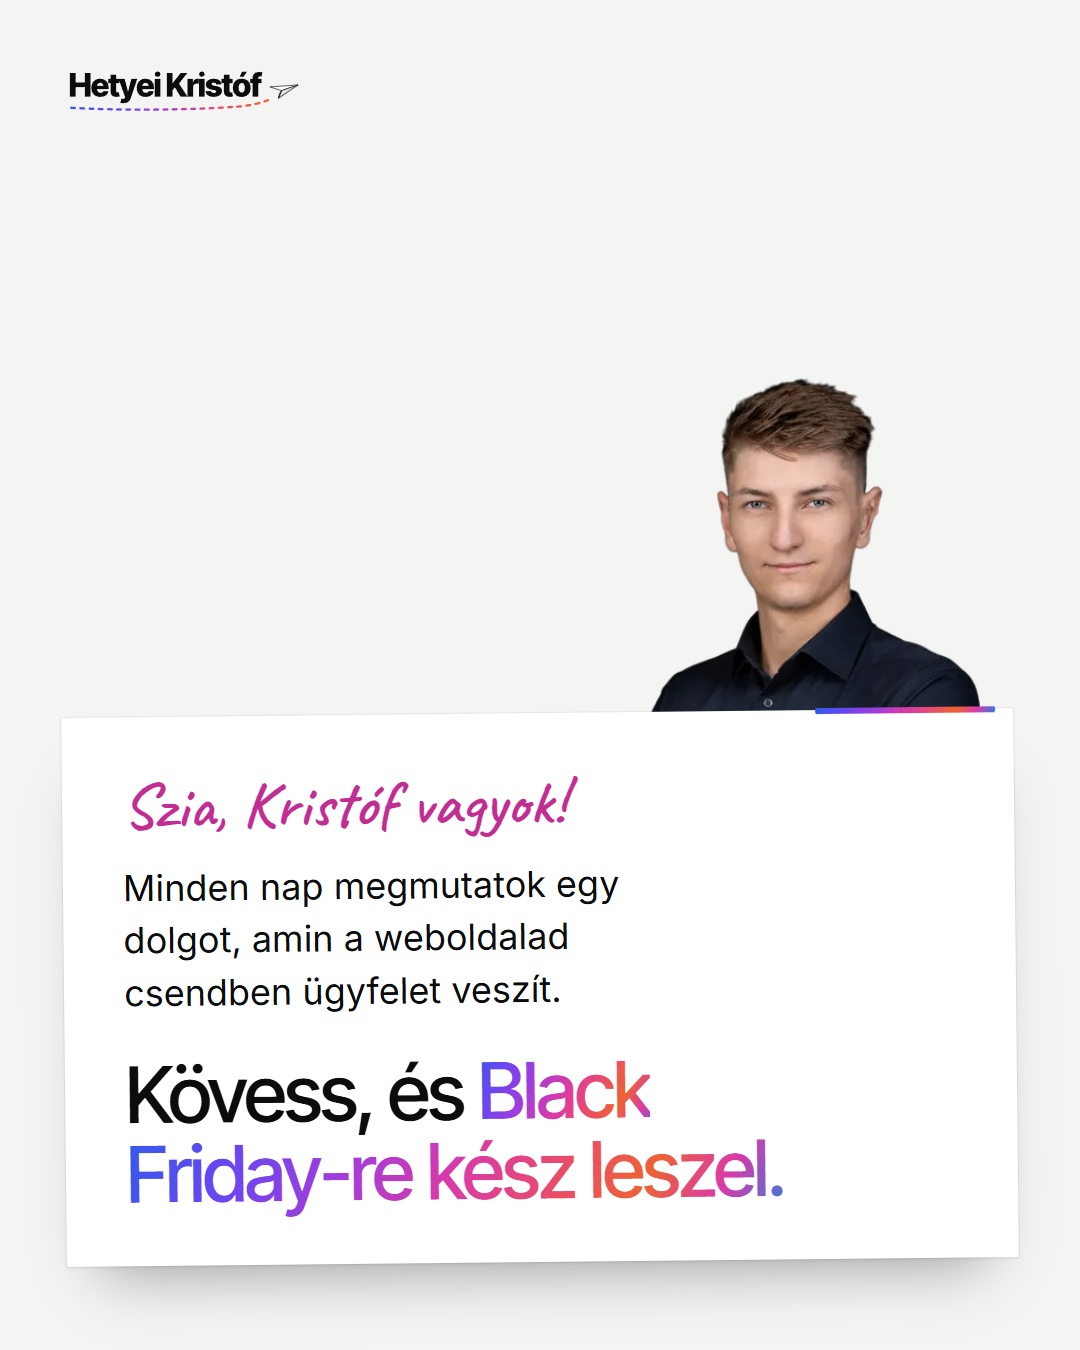 Hetyei Kristóf
Szia, Kristóf vagyok!
Minden nap megmutatok egy
dolgot, amin a weboldalad
csendben ügyfelet veszít.
Kövess, és Black
Friday-re kész leszel.